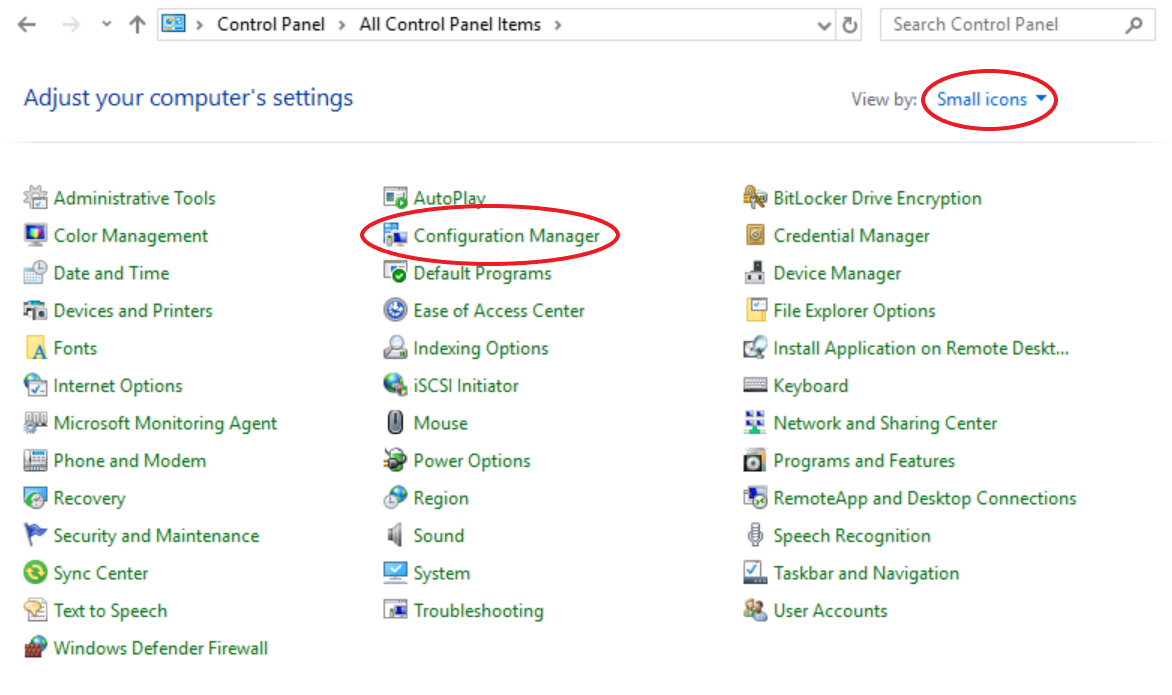 Control Panel > All Control Panel Items >
Search Control Panel
Adjust your computer's settings
View by: Small icons
Administrative Tools
AutoPlay
BitLocker Drive Encryption
Color Management
Configuration Manager
Credential Manager
Date and Time
Default Programs
Device Manager
Devices and Printers
Ease of Access Center
File Explorer Options
Fonts
Indexing Options
Install Application on Remote Deskt...
Internet Options
iSCSI Initiator
Keyboard
Microsoft Monitoring Agent
Mouse
Network and Sharing Center
Phone and Modem
Power Options
Programs and Features
Recovery
Region
RemoteApp and Desktop Connections
Security and Maintenance
Sound
Speech Recognition
Sync Center
System
Taskbar and Navigation
Text to Speech
Troubleshooting
User Accounts
Windows Defender Firewall